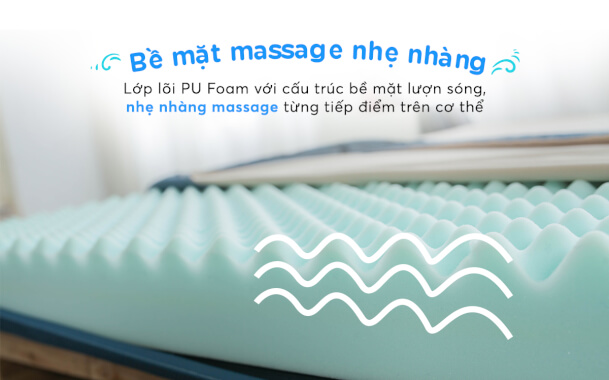 Bề mặt massage nhẹ nhàng
Lớp lõi PU Foam với cấu trúc bề mặt lượn sóng,
nhẹ nhàng massage từng tiếp điểm trên cơ thể